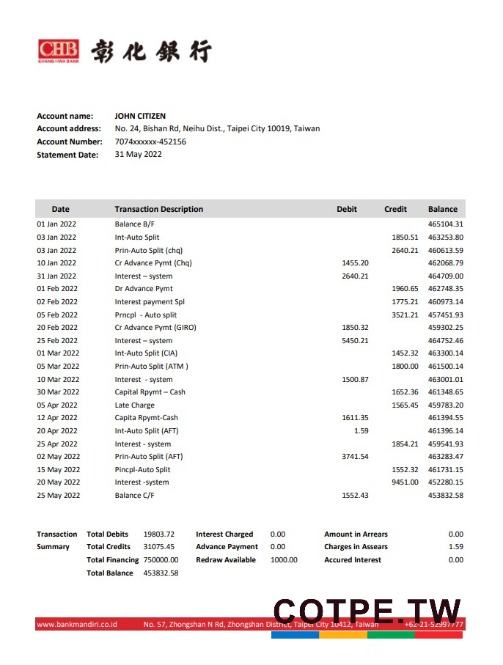 CHB
CHANG HWA BANK
彰化銀行
Account name: JOHN CITIZEN
Account address: No. 24, Bishan Rd, Neihu Dist., Taipei City 10019, Taiwan
Account Number: 7074xxxxxx-452156
Statement Date: 31 May 2022
Date Transaction Description Debit Credit Balance
01 Jan 2022 Balance B/F 465104.31
03 Jan 2022 Int-Auto Split 1850.51 463253.80
03 Jan 2022 Prin-Auto Split (chq) 2640.21 460613.59
10 Jan 2022 Cr Advance Pymt (Chq) 1455.20 462068.79
31 Jan 2022 Interest – system 2640.21 464709.00
01 Feb 2022 Dr Advance Pymt 1960.65 462748.35
02 Feb 2022 Interest payment Spl 1775.21 460973.14
05 Feb 2022 Prncpl - Auto split 3521.21 457451.93
20 Feb 2022 Cr Advance Pymt (GIRO) 1850.32 459302.25
25 Feb 2022 Interest – system 5450.21 464752.46
01 Mar 2022 Int-Auto Split (CIA) 1452.32 463300.14
05 Mar 2022 Prin-Auto Split (ATM ) 1800.00 461500.14
10 Mar 2022 Interest - system 1500.87 463001.01
30 Mar 2022 Capital Rpymt – Cash 1652.36 461348.65
05 Apr 2022 Late Charge 1565.45 459783.20
12 Apr 2022 Capita Rpymt-Cash 1611.35 461394.55
20 Apr 2022 Int-Auto Split (AFT) 1.59 461396.14
25 Apr 2022 Interest - system 1854.21 459541.93
02 May 2022 Prin-Auto Split (AFT) 3741.54 463283.47
15 May 2022 Pincpl-Auto Split 1552.32 461731.15
20 May 2022 Interest -system 9451.00 452280.15
25 May 2022 Balance C/F 1552.43 453832.58
Transaction Total Debits 19803.72 Interest Charged 0.00 Amount in Arrears 0.00
Summary Total Credits 31075.45 Advance Payment 0.00 Charges in Assears 1.59
Total Financing 750000.00 Redraw Available 1000.00 Accured Interest 0.00
Total Balance 453832.58
COTPE.TW
www.bankmandiri.co.id No. 57, Zhongshan N Rd, Zhongshan District, Taipei City 10412, Taiwan +62-21-52997777